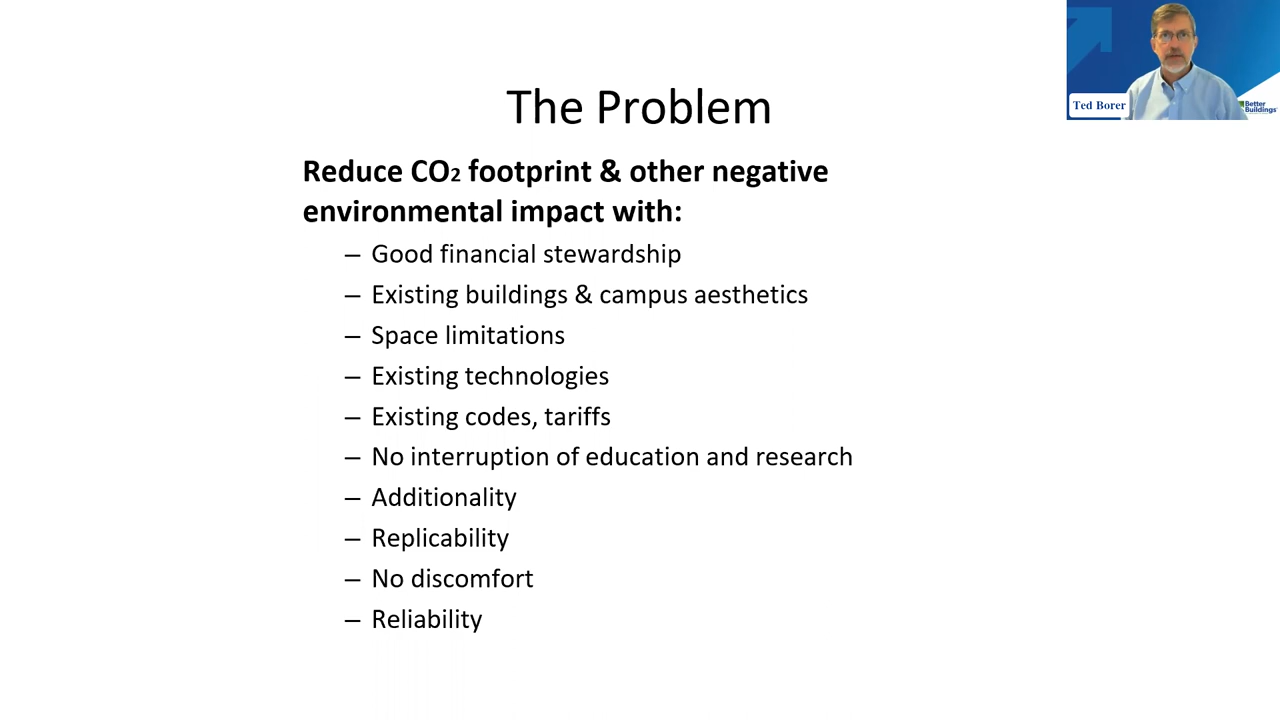 The Problem
Reduce CO2 footprint & other negative
environmental impact with:
– Good financial stewardship
– Existing buildings & campus aesthetics
– Space limitations
– Existing technologies
– Existing codes, tariffs
– No interruption of education and research
– Additionality
– Replicability
– No discomfort
– Reliability
Ted Borer
Better
Buildings